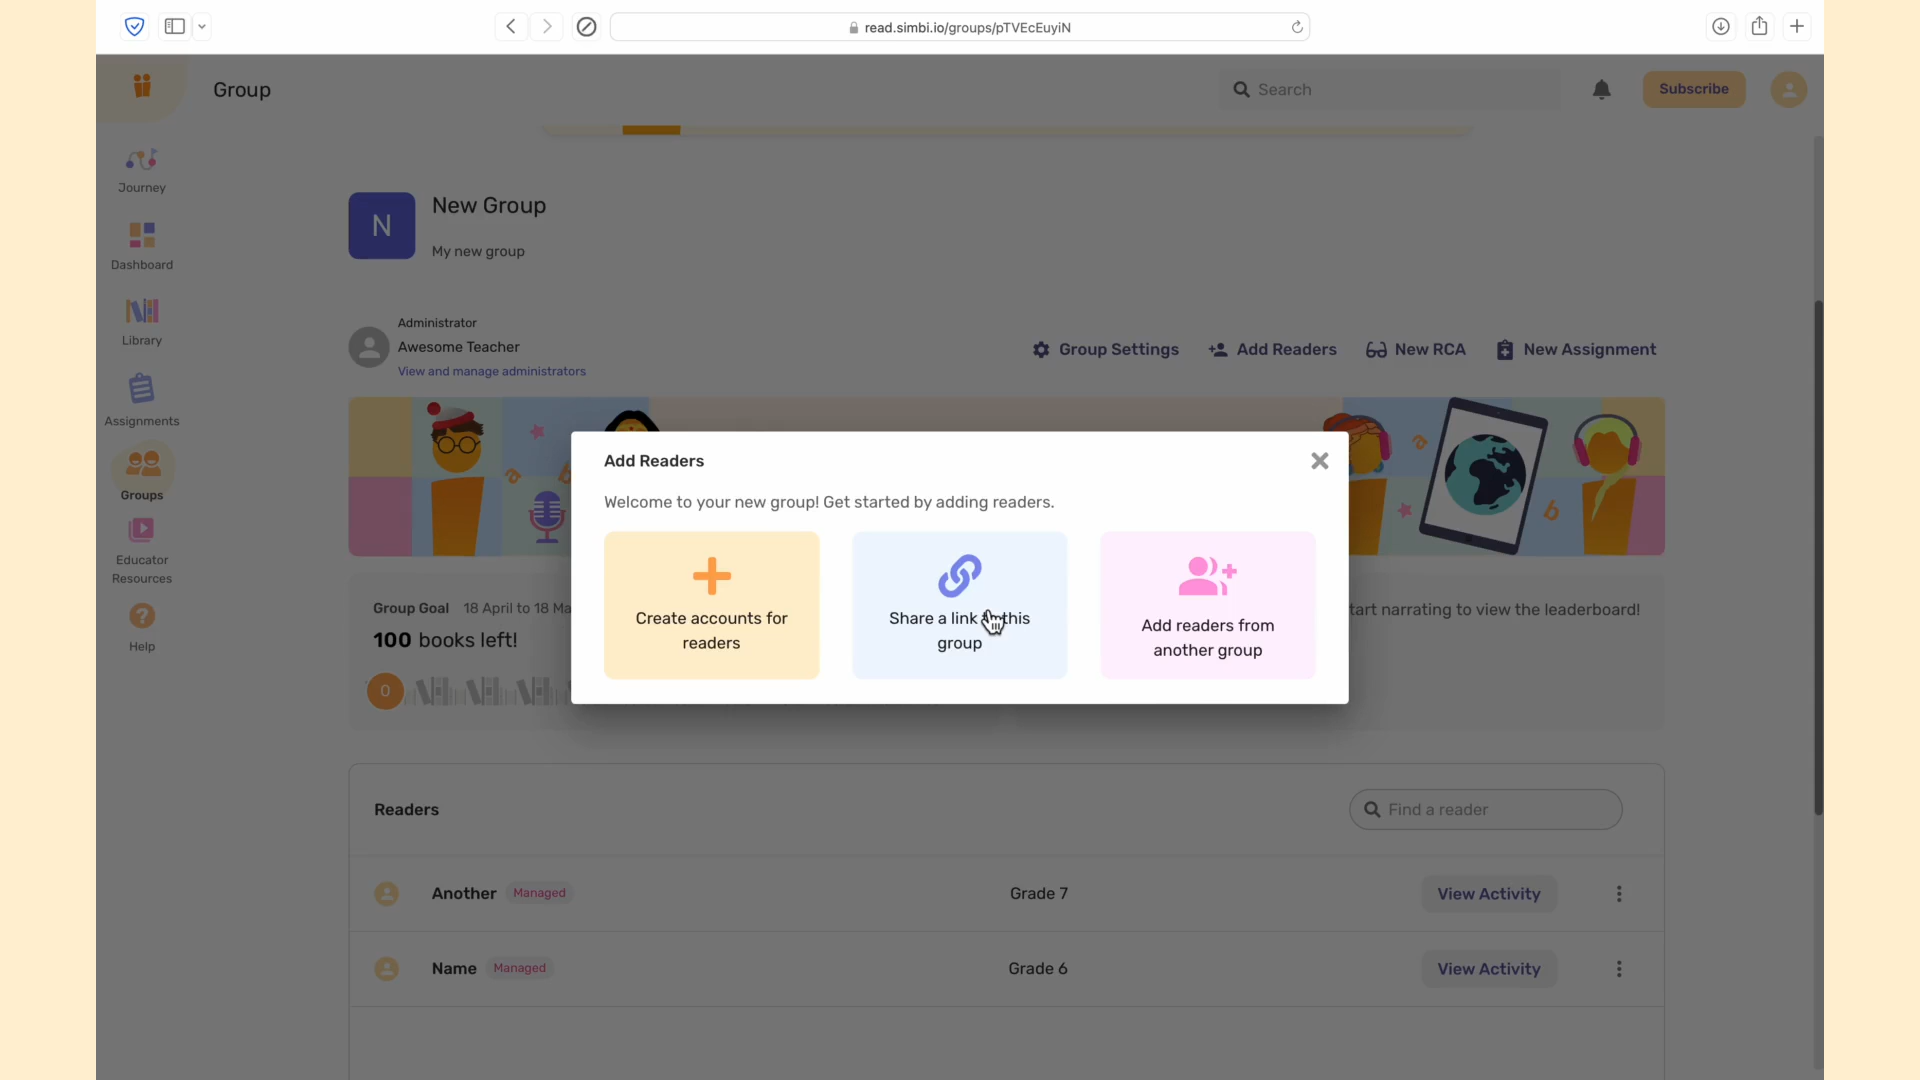 read.simbi.io/groups/pTVEcEuyiN
Group
Search
Subscribe
Journey
Dashboard
Library
Assignments
Groups
Educator
Resources
Help
N
New Group
My new group
Administrator
Awesome Teacher
View and manage administrators
Group Settings
Add Readers
New RCA
New Assignment
Add Readers
Welcome to your new group! Get started by adding readers.
Create accounts for
readers
Share a link this
group
Add readers from
another group
Group Goal 18 April to 18 Ma
100 books left!
0
tart narrating to view the leaderboard!
Readers
Find a reader
Another Managed Grade 7 View Activity
Name Managed Grade 6 View Activity